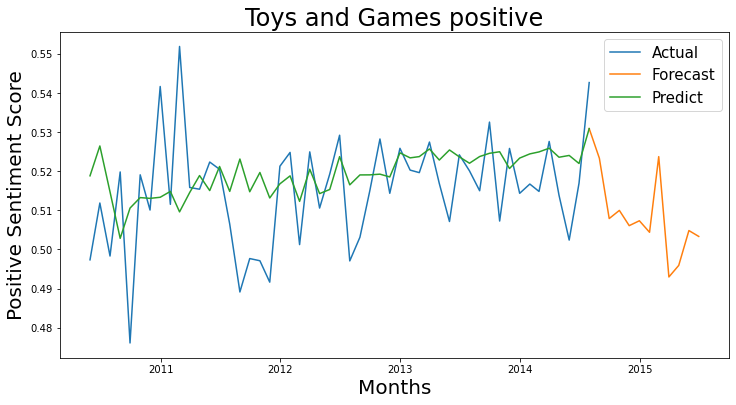 Toys and Games positive
Actual
Forecast
Predict
Positive Sentiment Score
0.55
0.54
0.53
0.52
0.51
0.50
0.49
0.48
2011 2012 2013 2014 2015
Months